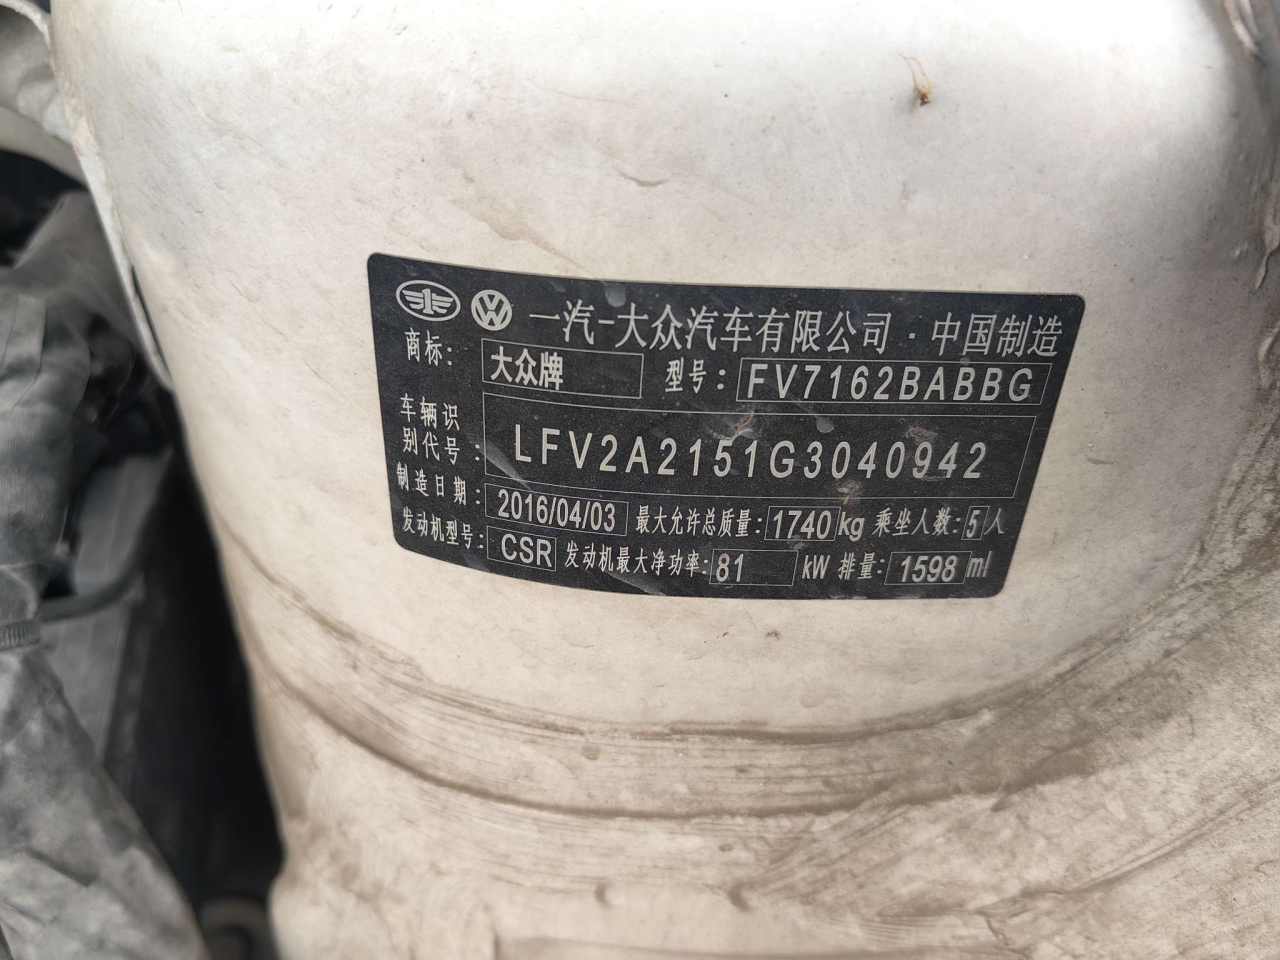 一汽-大众汽车有限公司·中国制造
商标: 大众牌 型号: FV7162BABBG
车辆识别代号: LFV2A2151G3040942
制造日期: 2016/04/03 最大允许总质量: 1740 kg 乘坐人数: 5 人
发动机型号: CSR 发动机最大净功率: 81 kW 排量: 1598 ml